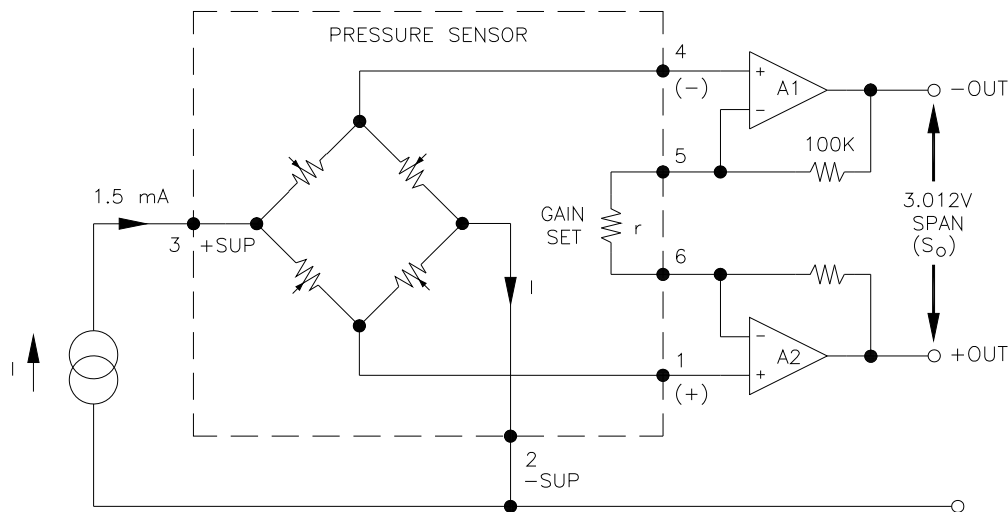 PRESSURE SENSOR
4
(-)
+
A1
-
-OUT
100K
5
1.5 mA
3 +SUP
GAIN
SET
r
3.012V
SPAN
(So)
6
I
I
-
A2
+
+OUT
1
(+)
2
-SUP